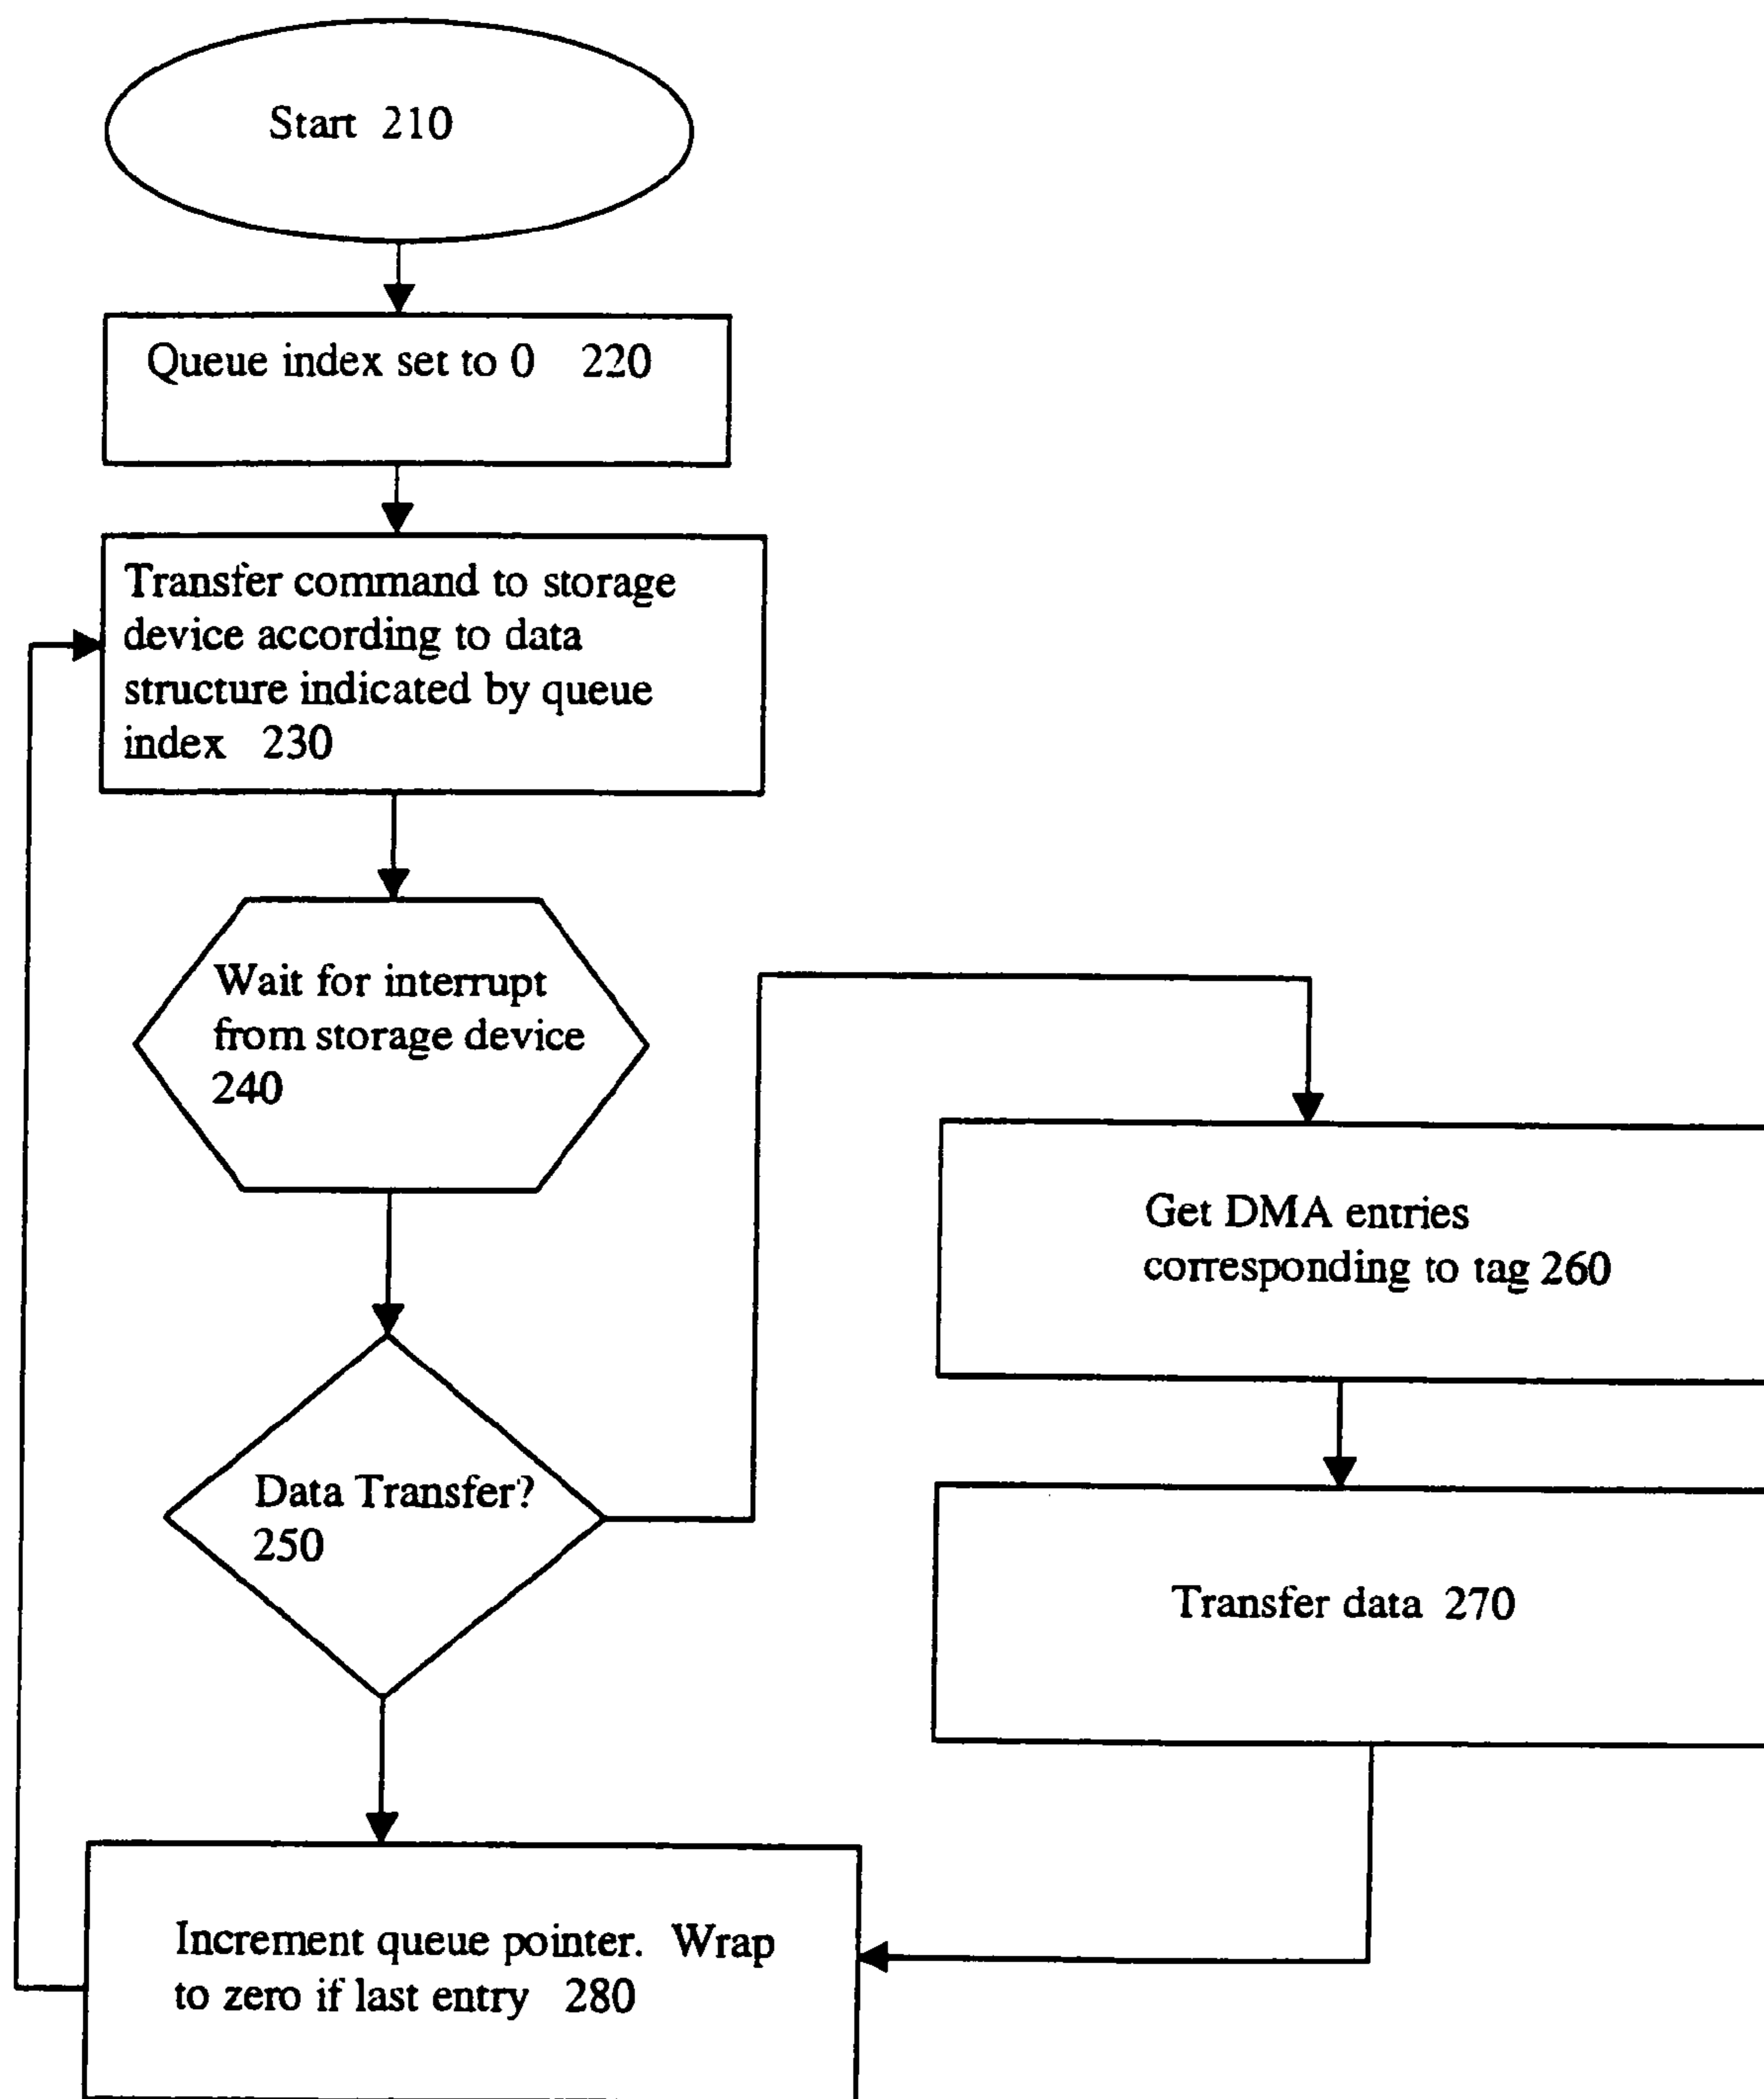 Start 210
Queue index set to 0 220
Transfer command to storage
device according to data
structure indicated by queue
index 230
Wait for interrupt
from storage device
240
Data Transfer?
250
Get DMA entries
corresponding to tag 260
Transfer data 270
Increment queue pointer. Wrap
to zero if last entry 280